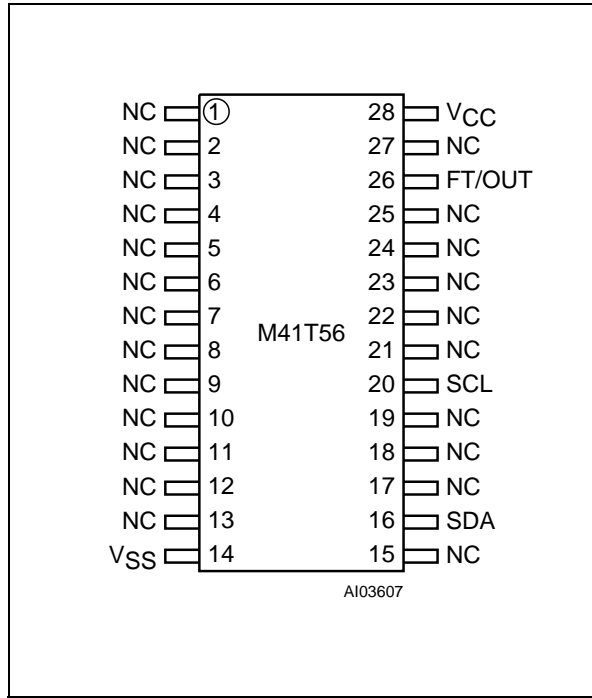 NC 1 28 VCC
NC 2 27 NC
NC 3 26 FT/OUT
NC 4 25 NC
NC 5 24 NC
NC 6 23 NC
NC 7 22 NC
M41T56
NC 8 21 NC
NC 9 20 SCL
NC 10 19 NC
NC 11 18 NC
NC 12 17 NC
NC 13 16 SDA
VSS 14 15 NC
AI03607